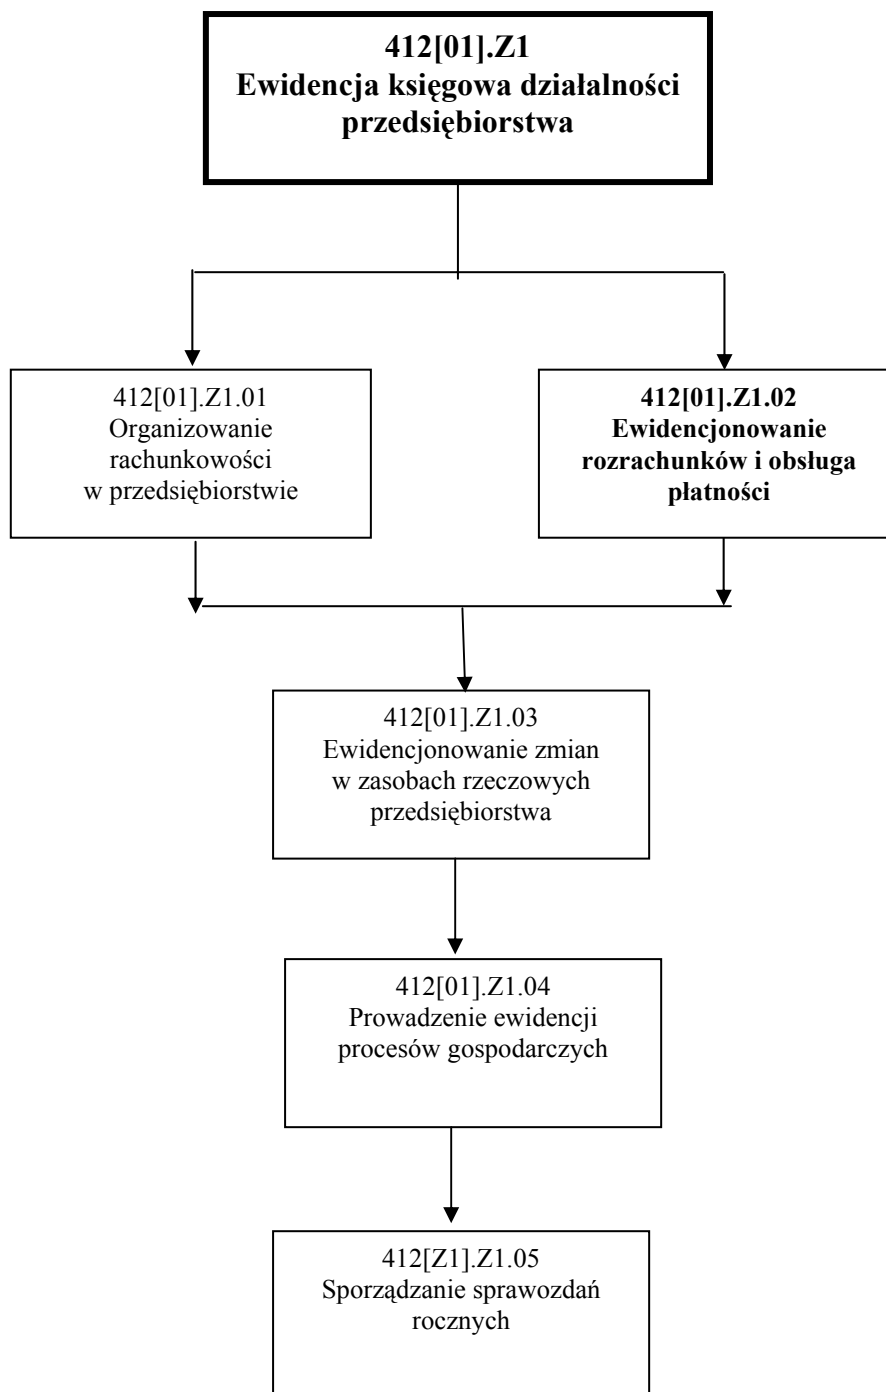 412[01].Z1
Ewidencja księgowa działalności
przedsiębiorstwa
412[01].Z1.01
Organizowanie
rachunkowości
w przedsiębiorstwie
412[01].Z1.02
Ewidencjonowanie
rozrachunków i obsługa
płatności
412[01].Z1.03
Ewidencjonowanie zmian
w zasobach rzeczowych
przedsiębiorstwa
412[01].Z1.04
Prowadzenie ewidencji
procesów gospodarczych
412[Z1].Z1.05
Sporządzanie sprawozdań
rocznych